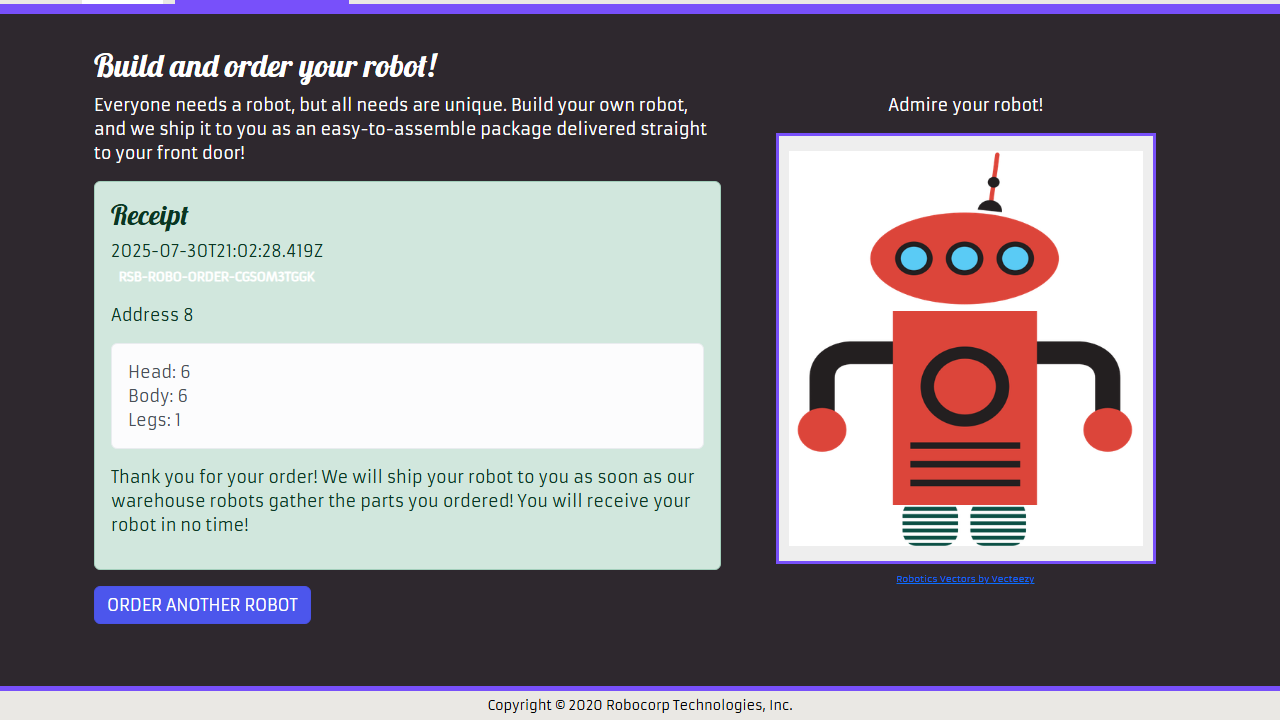 Build and order your robot!
Everyone needs a robot, but all needs are unique. Build your own robot,
and we ship it to you as an easy-to-assemble package delivered straight
to your front door!
Receipt
2025-07-30T21:02:28.419Z
RSB-ROBO-ORDER-CGSOM3TGGK
Address 8
Head: 6
Body: 6
Legs: 1
Thank you for your order! We will ship your robot to you as soon as our
warehouse robots gather the parts you ordered! You will receive your
robot in no time!
ORDER ANOTHER ROBOT
Admire your robot!
Robotics Vectors by Vecteezy
Copyright © 2020 Robocorp Technologies, Inc.